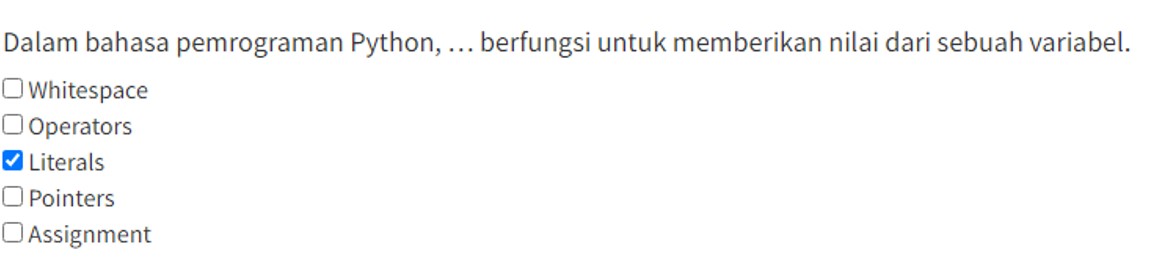 Dalam bahasa pemrograman Python, ... berfungsi untuk memberikan nilai dari sebuah variabel.
Whitespace
Operators
Literals
Pointers
Assignment